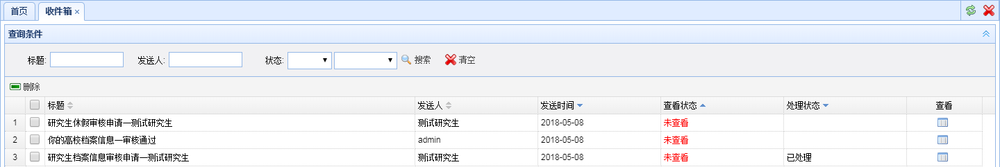 首页 收件箱
查询条件
标题: 发送人: 状态: 搜索 清空
删除
标题 发送人 发送时间 查看状态 处理状态 查看
1 研究生休假审核申请—测试研究生 测试研究生 2018-05-08 未查看
2 你的高校档案信息—审核通过 admin 2018-05-08 未查看
3 研究生档案信息审核申请—测试研究生 测试研究生 2018-05-08 未查看 已处理